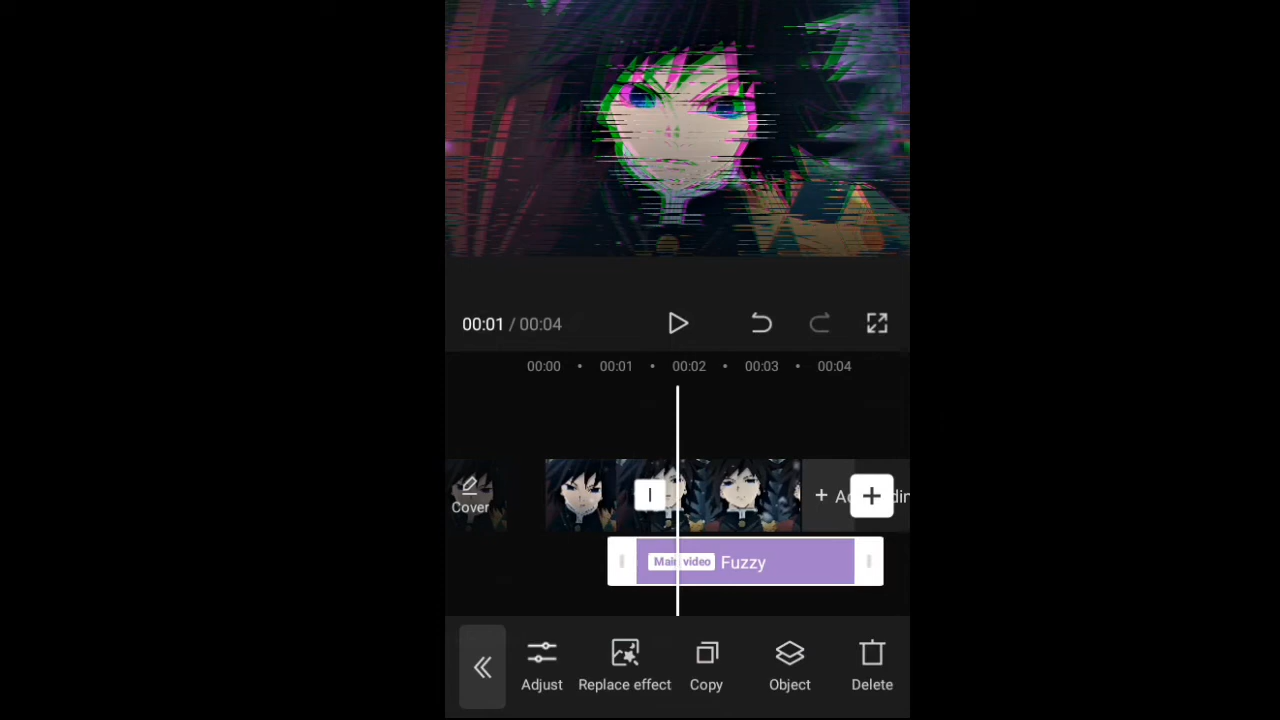 00:01 / 00:04
00:00 • 00:01 • 00:02 • 00:03 • 00:04
Cover
Main video Fuzzy
Adjust Replace effect Copy Object Delete